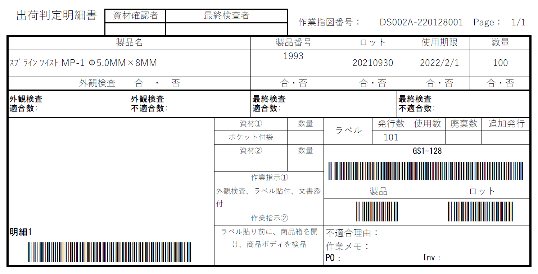 出荷判定明細書
資材確認者 最終検査者
作業指図番号: DS002A-220128001 Page: 1/1
製品名 製品番号 ロット 使用期限 数量
スプライン ツイスト MP-1 Φ5.0MM×8MM 1993 20210930 2022/2/1 100
外観検査 合 ・ 否 合・否 合・否 合・否 合・否
外観検査 適合数: 外観検査 不適合数: 最終検査 適合数: 最終検査 不適合数:
資材① 数量 ラベル 発行数 使用数 廃棄数 追加発行
ポケット付袋 101
資材② 数量 GS1-128
作業指示①
外観検査、ラベル貼付、文書添付
製品 ロット
作業指示②
明細1 ラベル貼り前に、商品箱を開け、商品ボディを検品
不適合理由:
作業メモ:
PO: Inv: